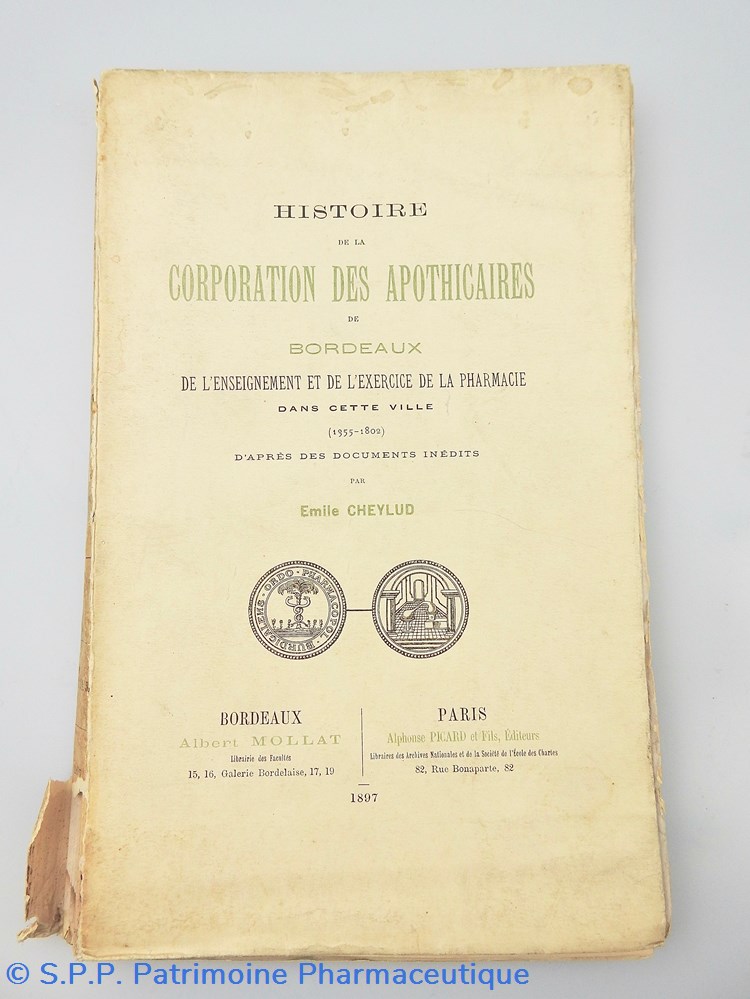 HISTOIRE
DE LA
CORPORATION DES APOTHICAIRES
DE
BORDEAUX
DE L'ENSEIGNEMENT ET DE L'EXERCICE DE LA PHARMACIE
DANS CETTE VILLE
(1355-1802)
D'APRÈS DES DOCUMENTS INÉDITS
PAR
Emile CHEYLUD
ORDO · PHARMACOPOL · BURDIGALENS ·
BORDEAUX
Albert MOLLAT
Librairie des Facultés
15, 16, Galerie Bordelaise, 17, 19
PARIS
Alphonse PICARD et Fils, Éditeurs
Libraires des Archives Nationales et de la Société de l'École des Chartes
82, Rue Bonaparte, 82
1897
© S.P.P. Patrimoine Pharmaceutique